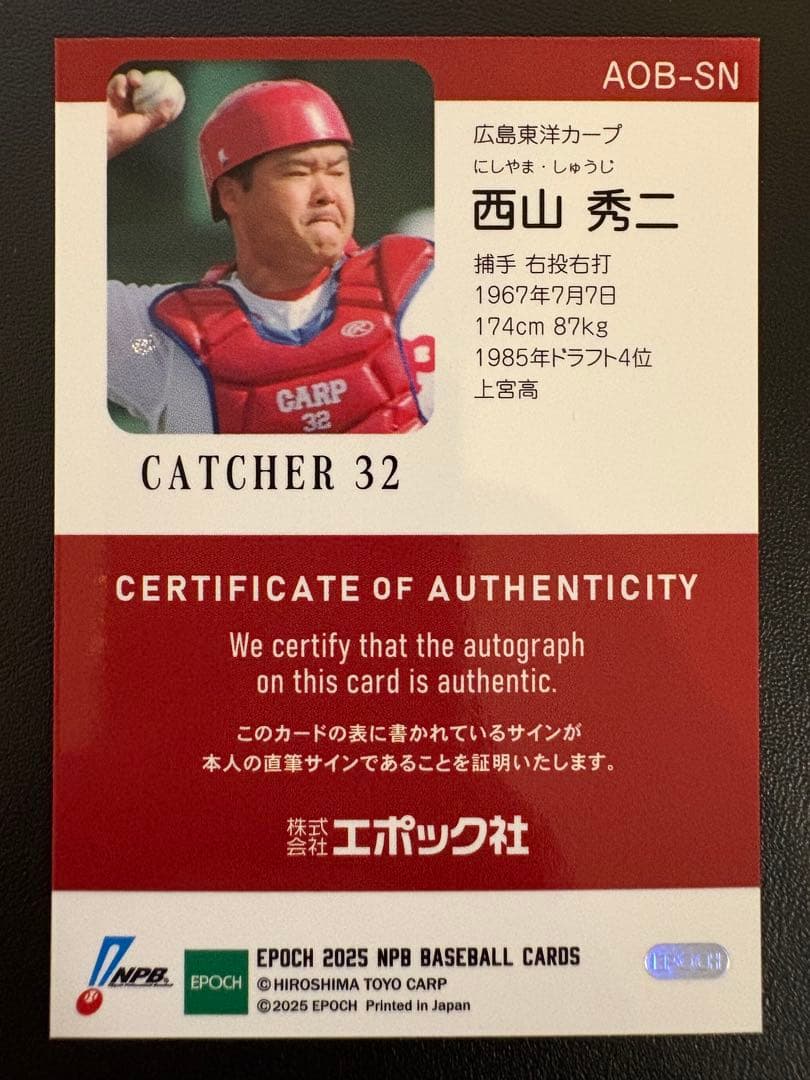 AOB-SN
広島東洋カープ
にしやま・しゅうじ
西山 秀二
捕手 右投右打
1967年7月7日
174cm 87kg
1985年ドラフト4位
上宮高
CARP
32
CATCHER 32
CERTIFICATE OF AUTHENTICITY
We certify that the autograph
on this card is authentic.
このカードの表に書かれているサインが
本人の直筆サインであることを証明いたします。
株式会社エポック社
NPB
EPOCH
EPOCH 2025 NPB BASEBALL CARDS
©HIROSHIMA TOYO CARP
©2025 EPOCH Printed in Japan
EPOCH